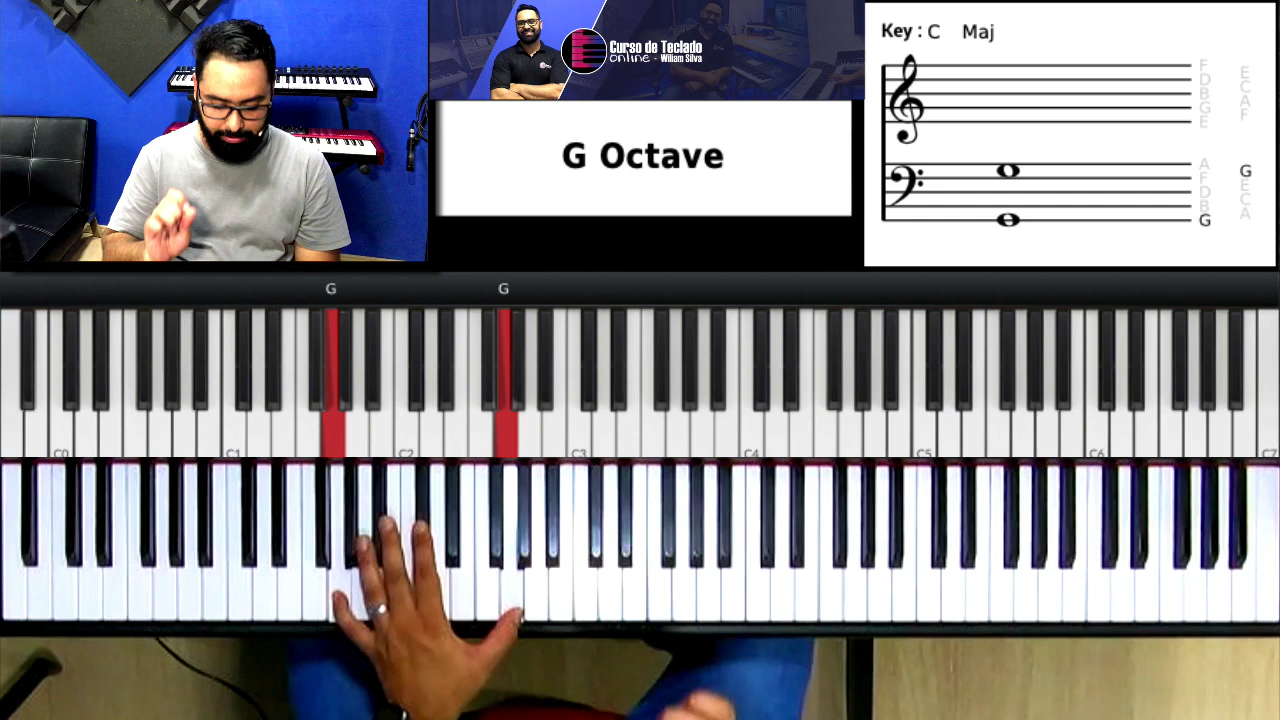 Curso de Teclado
online - Wiliam Silva
G Octave
Key : C Maj
F
D
B
G
E
E
C
A
F
A
F
D
B
G
G
E
C
A
G G
C0 C1 C2 C3 C4 C5 C6 C7